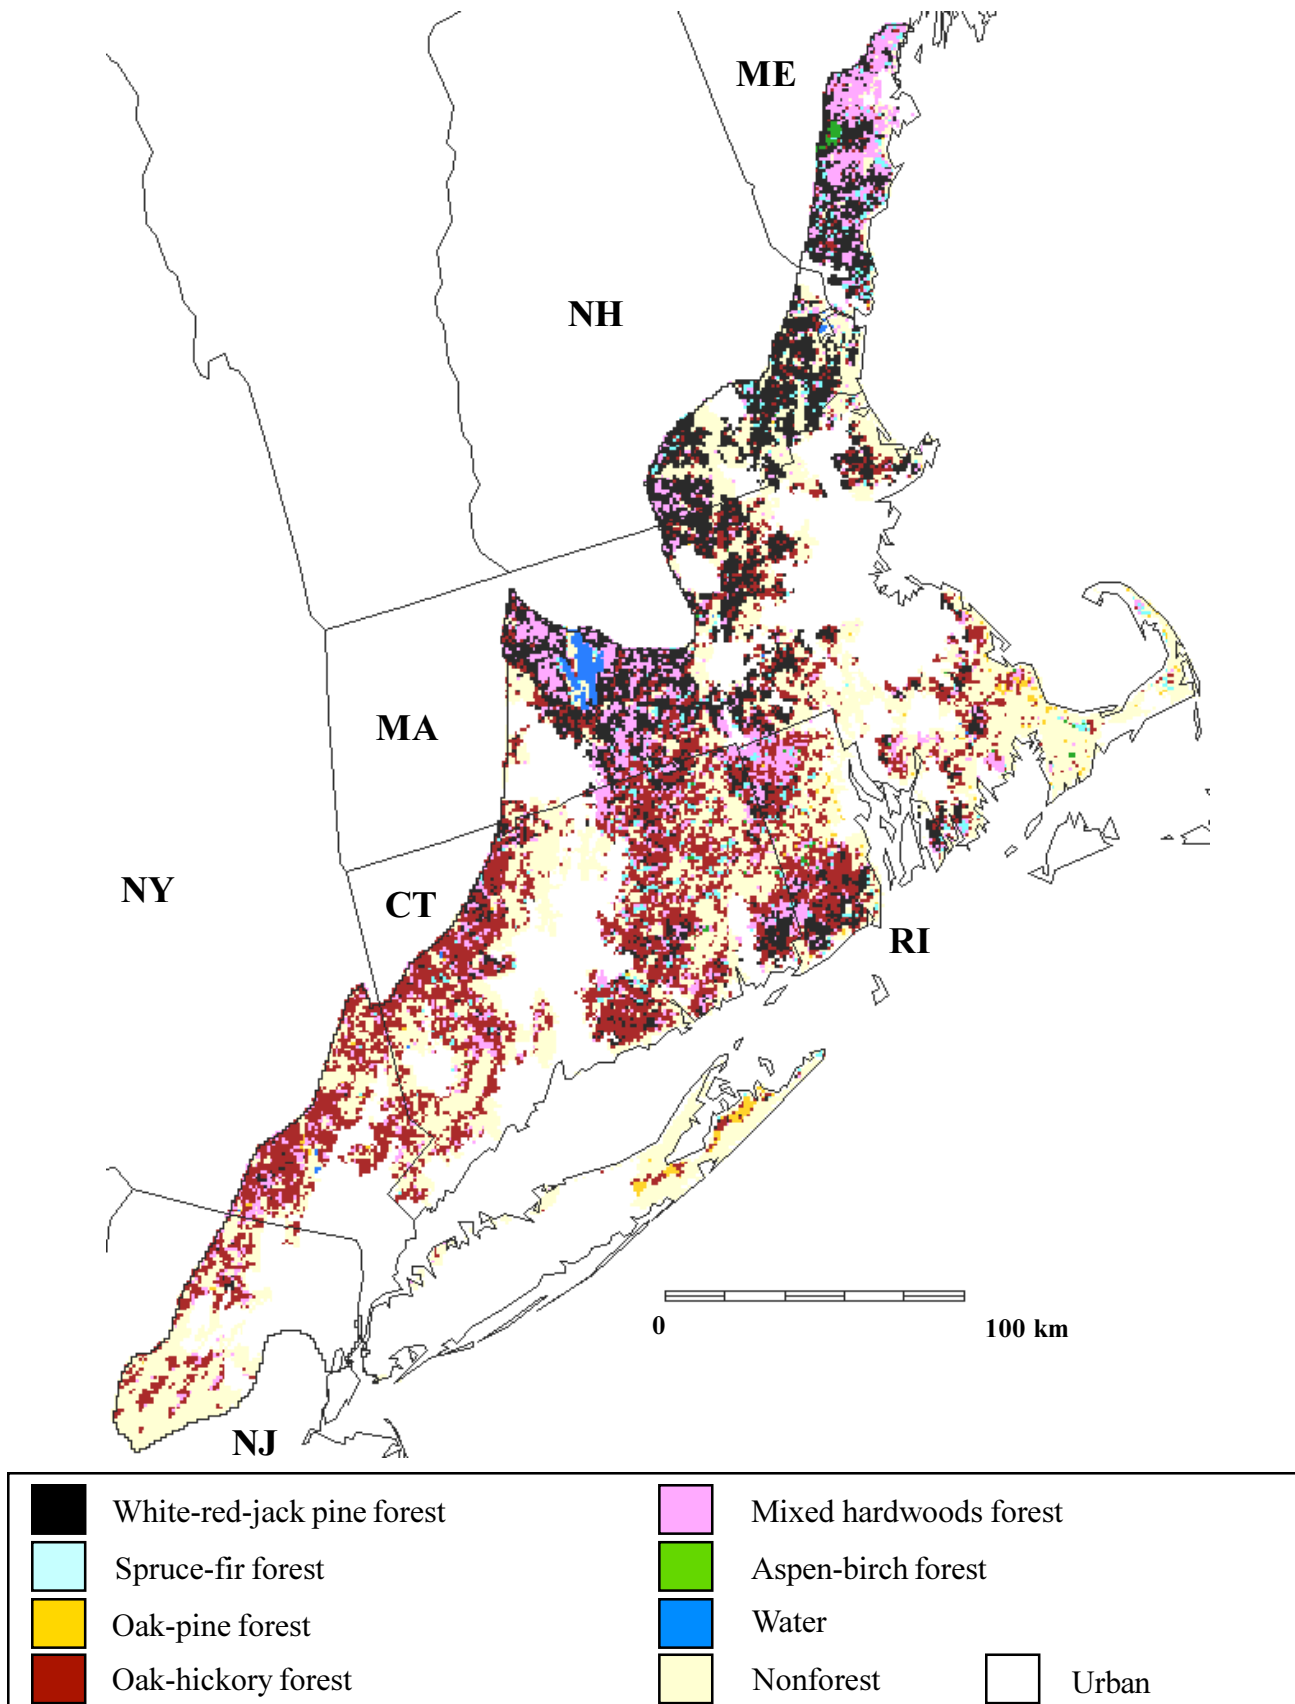 ME
NH
MA
NY
CT
RI
0
100 km
NJ
White-red-jack pine forest
Mixed hardwoods forest
Spruce-fir forest
Aspen-birch forest
Oak-pine forest
Water
Oak-hickory forest
Nonforest
Urban